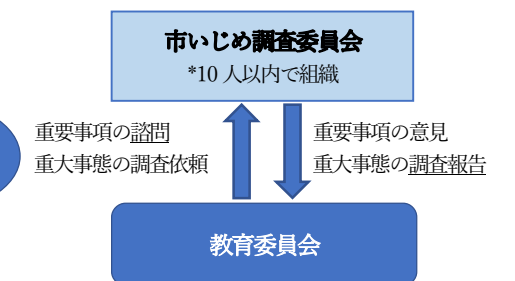 市いじめ調査委員会
*10 人以内で組織
重要事項の諮問
重大事態の調査依頼
重要事項の意見
重大事態の調査報告
教育委員会